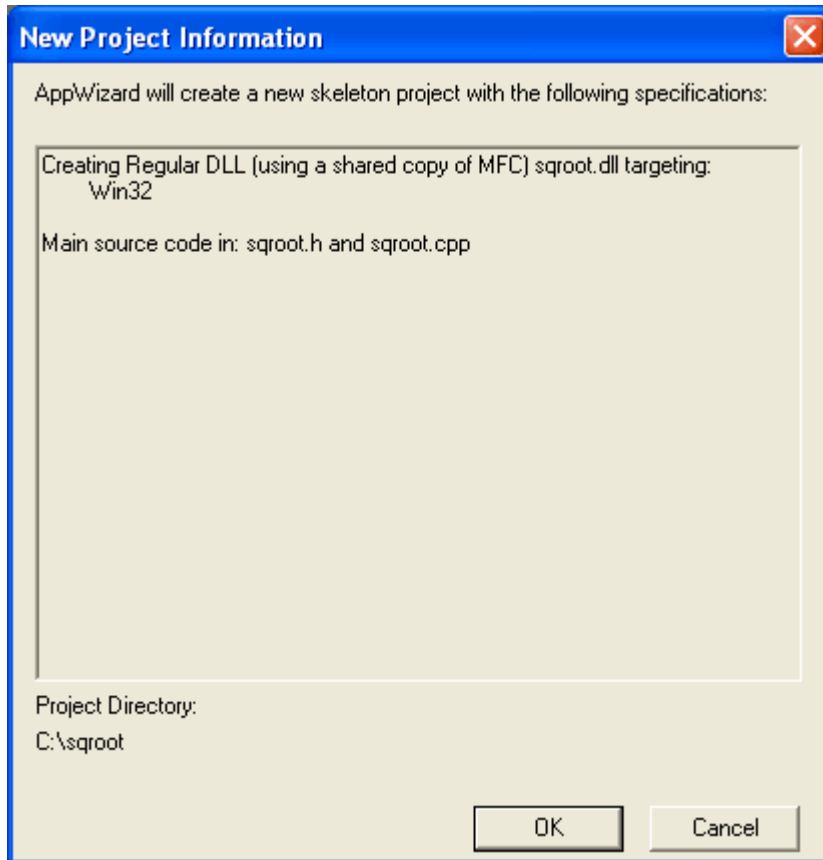 New Project Information
AppWizard will create a new skeleton project with the following specifications:
Creating Regular DLL (using a shared copy of MFC) sqroot.dll targeting:
Win32
Main source code in: sqroot.h and sqroot.cpp
Project Directory:
C:\sqroot
OK
Cancel